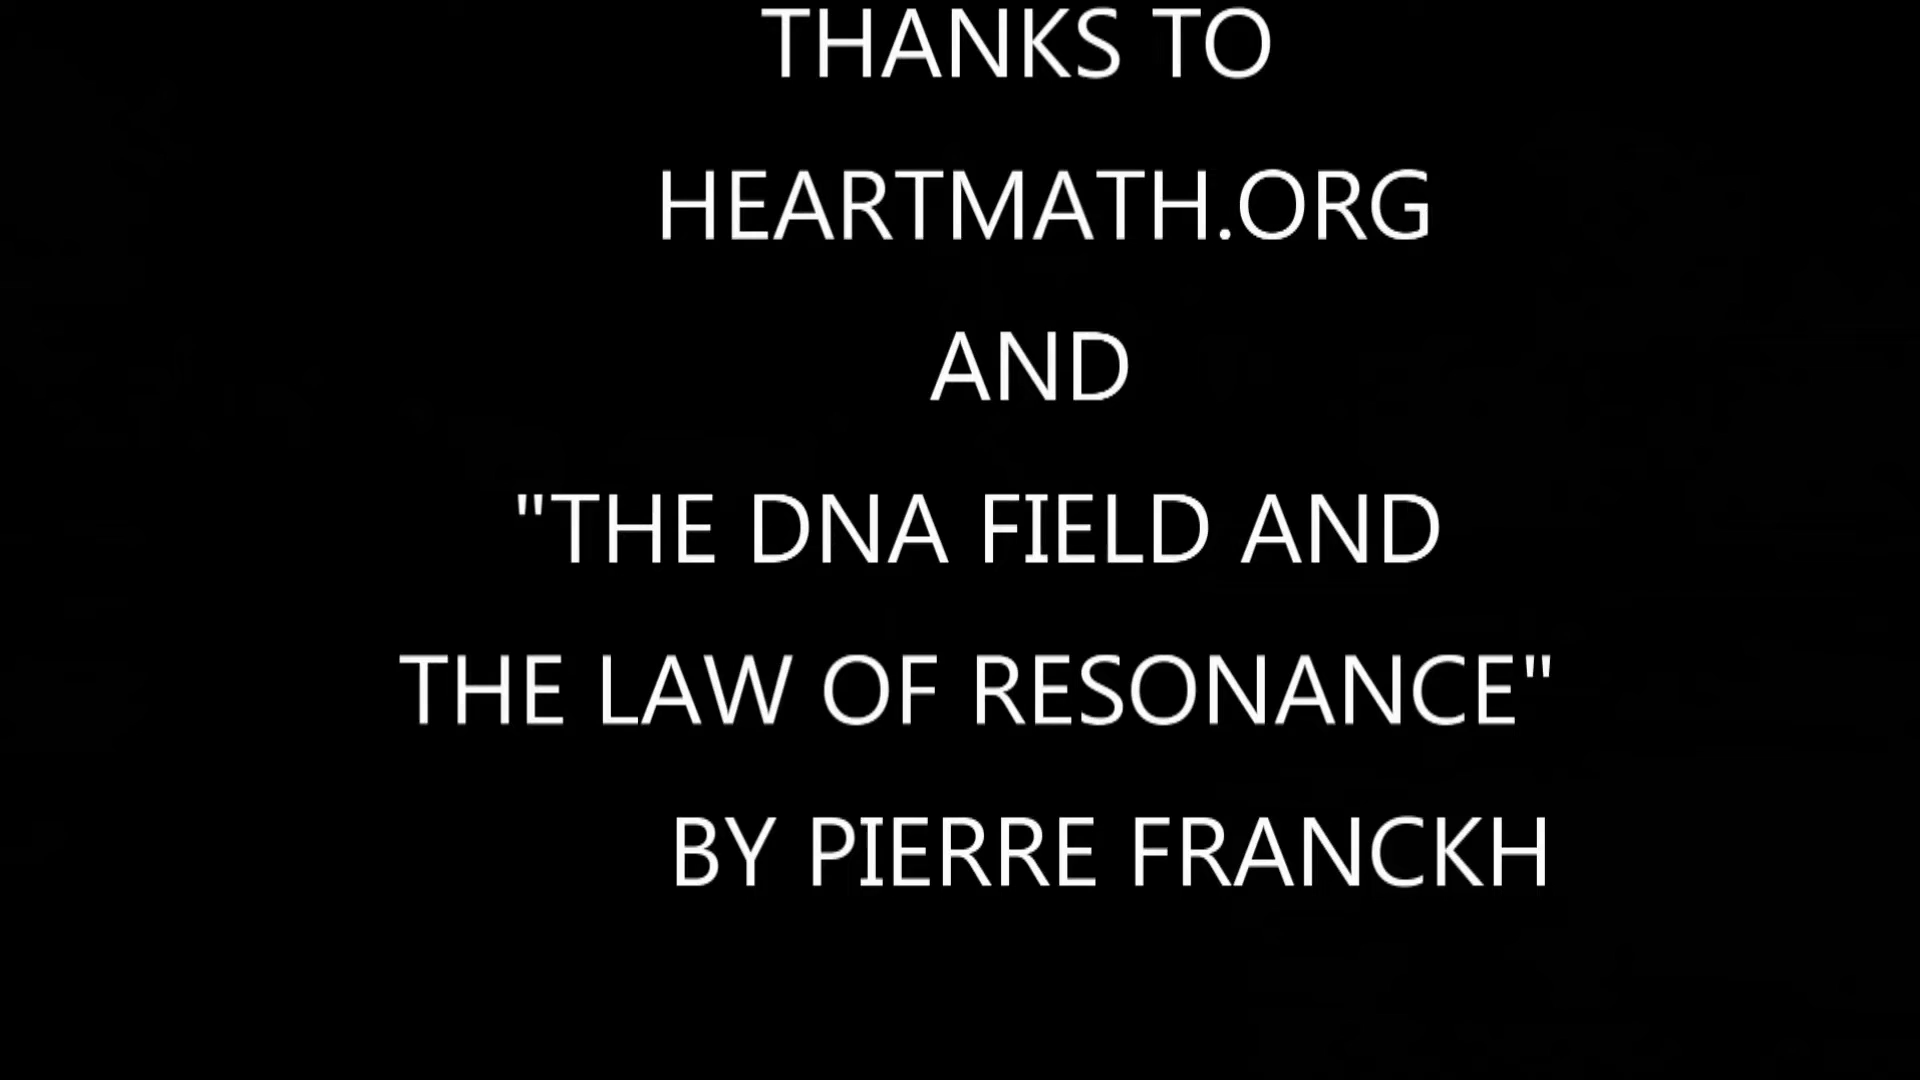 THANKS TO
HEARTMATH.ORG
AND
"THE DNA FIELD AND
THE LAW OF RESONANCE"
BY PIERRE FRANCKH